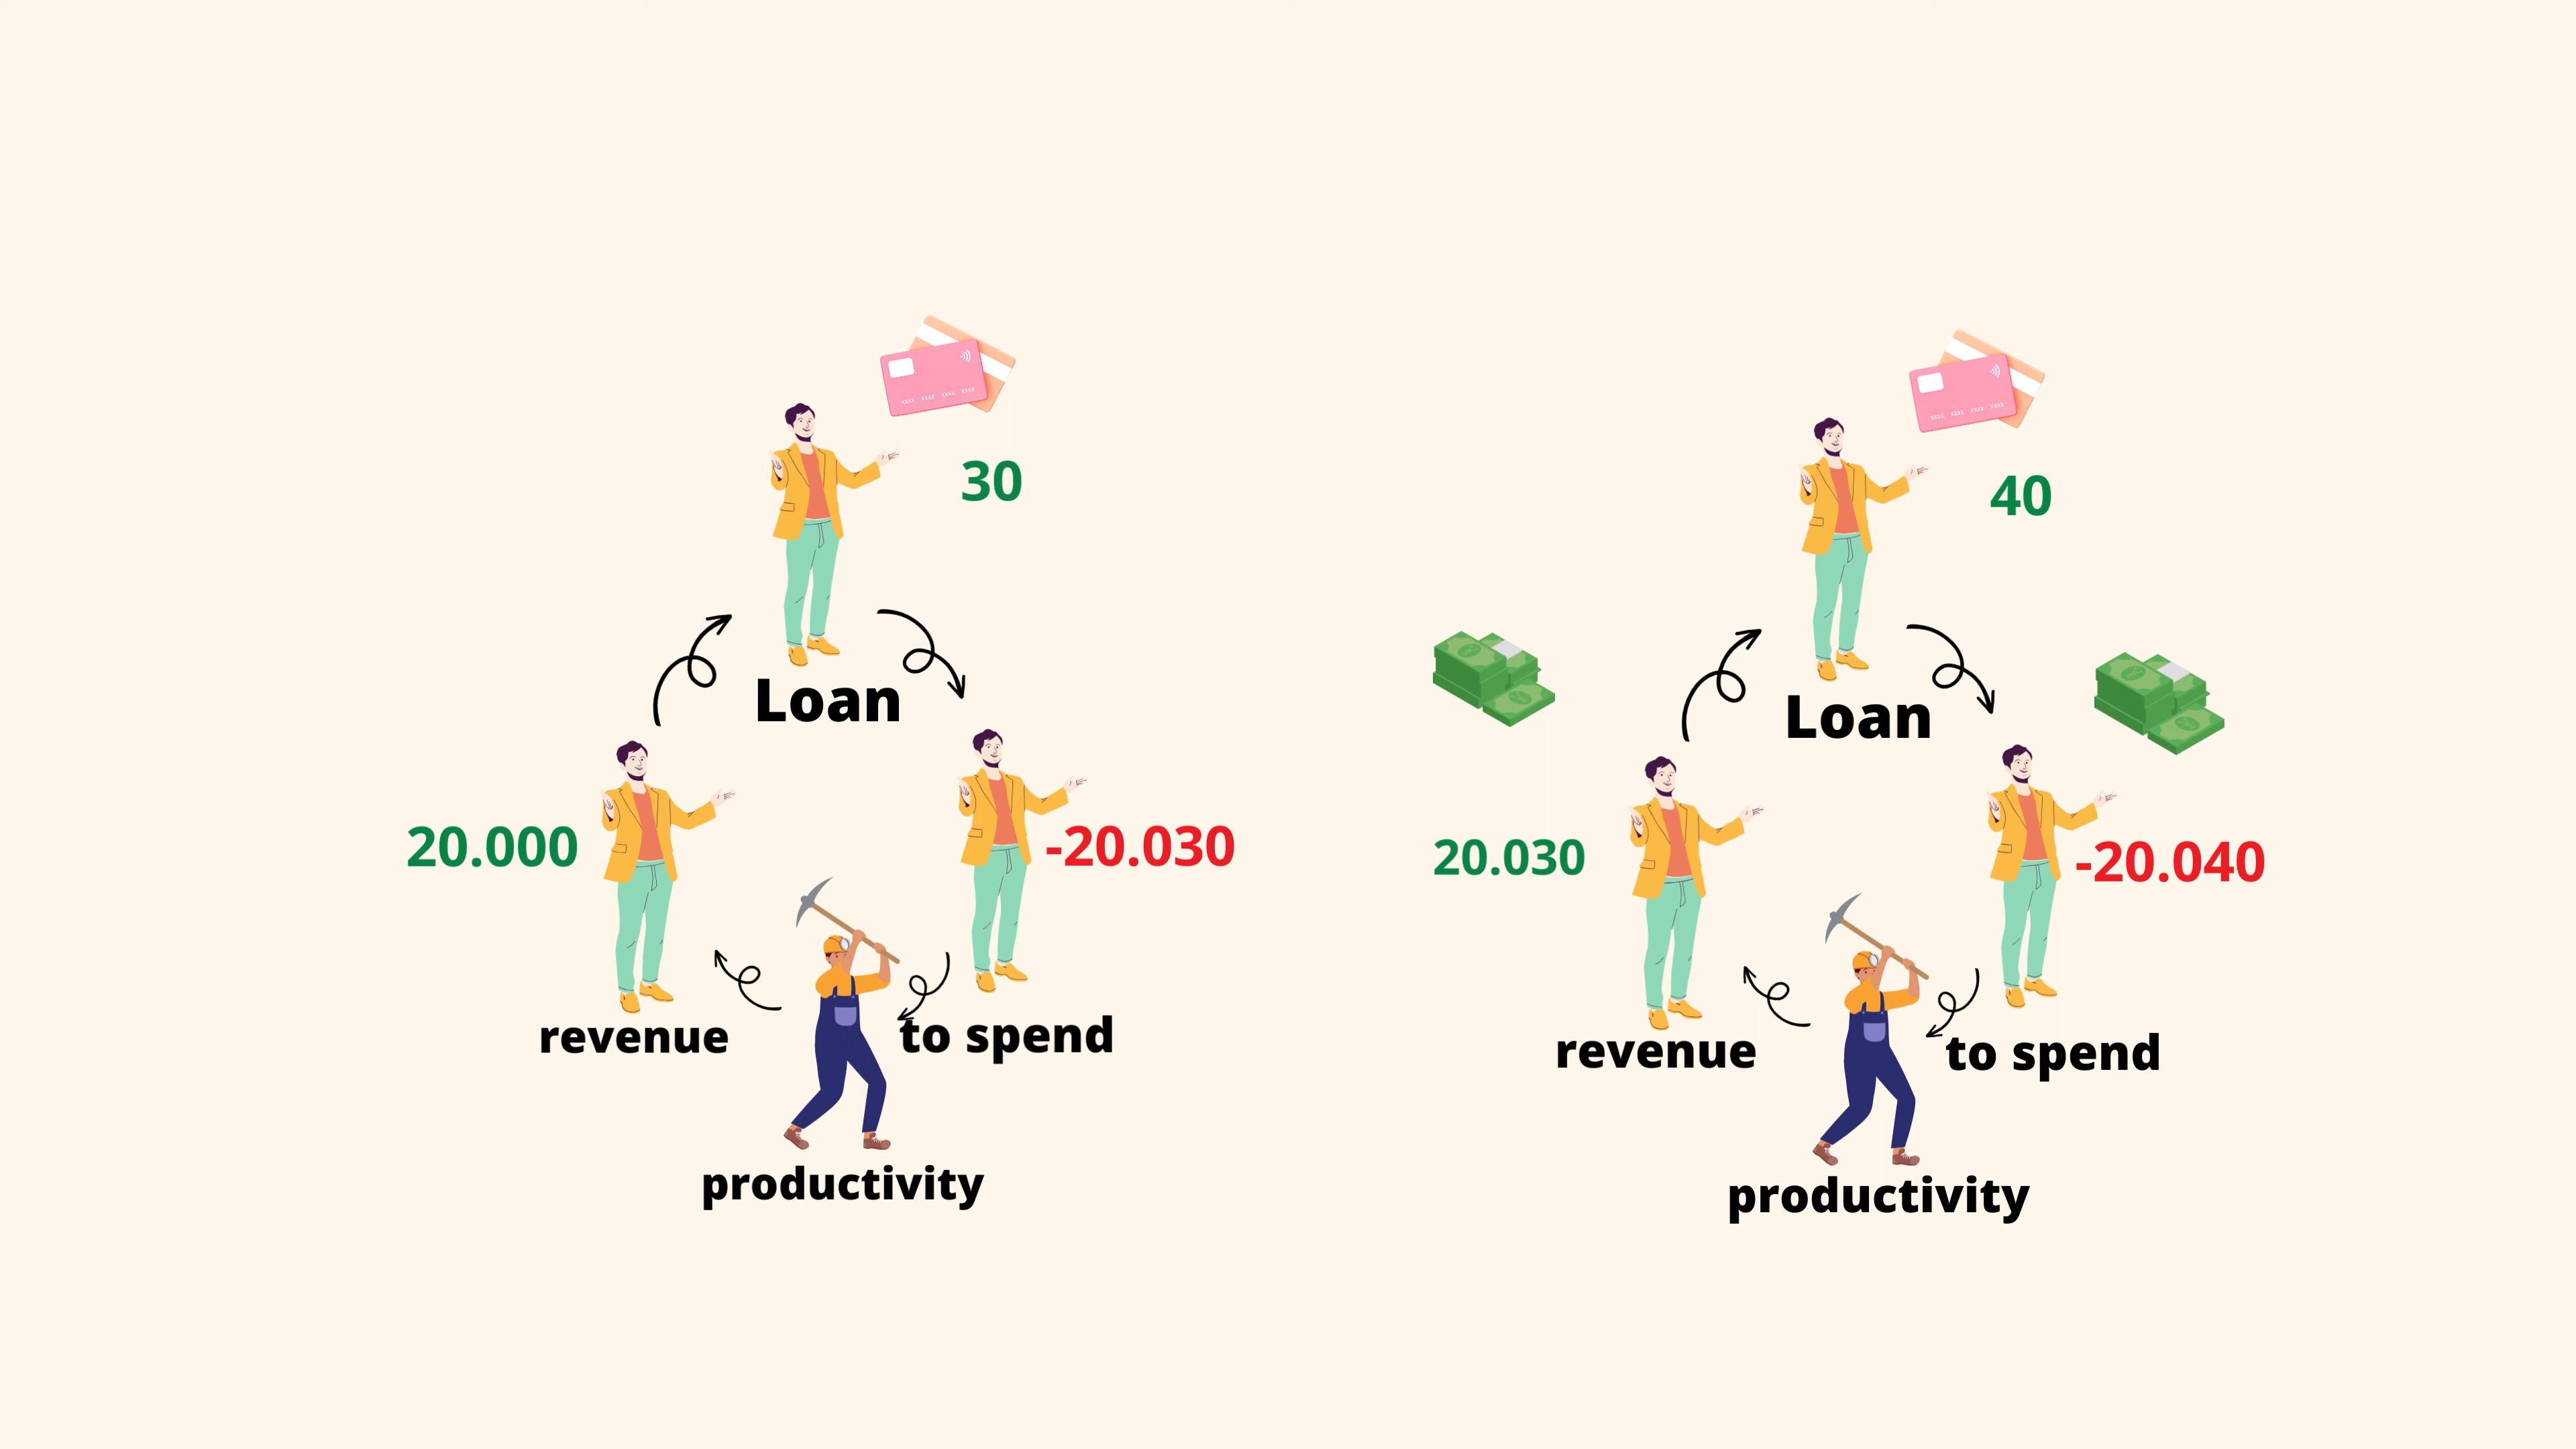 30
Loan
20.000
-20.030
revenue
to spend
productivity
40
Loan
20.030
-20.040
revenue
to spend
productivity